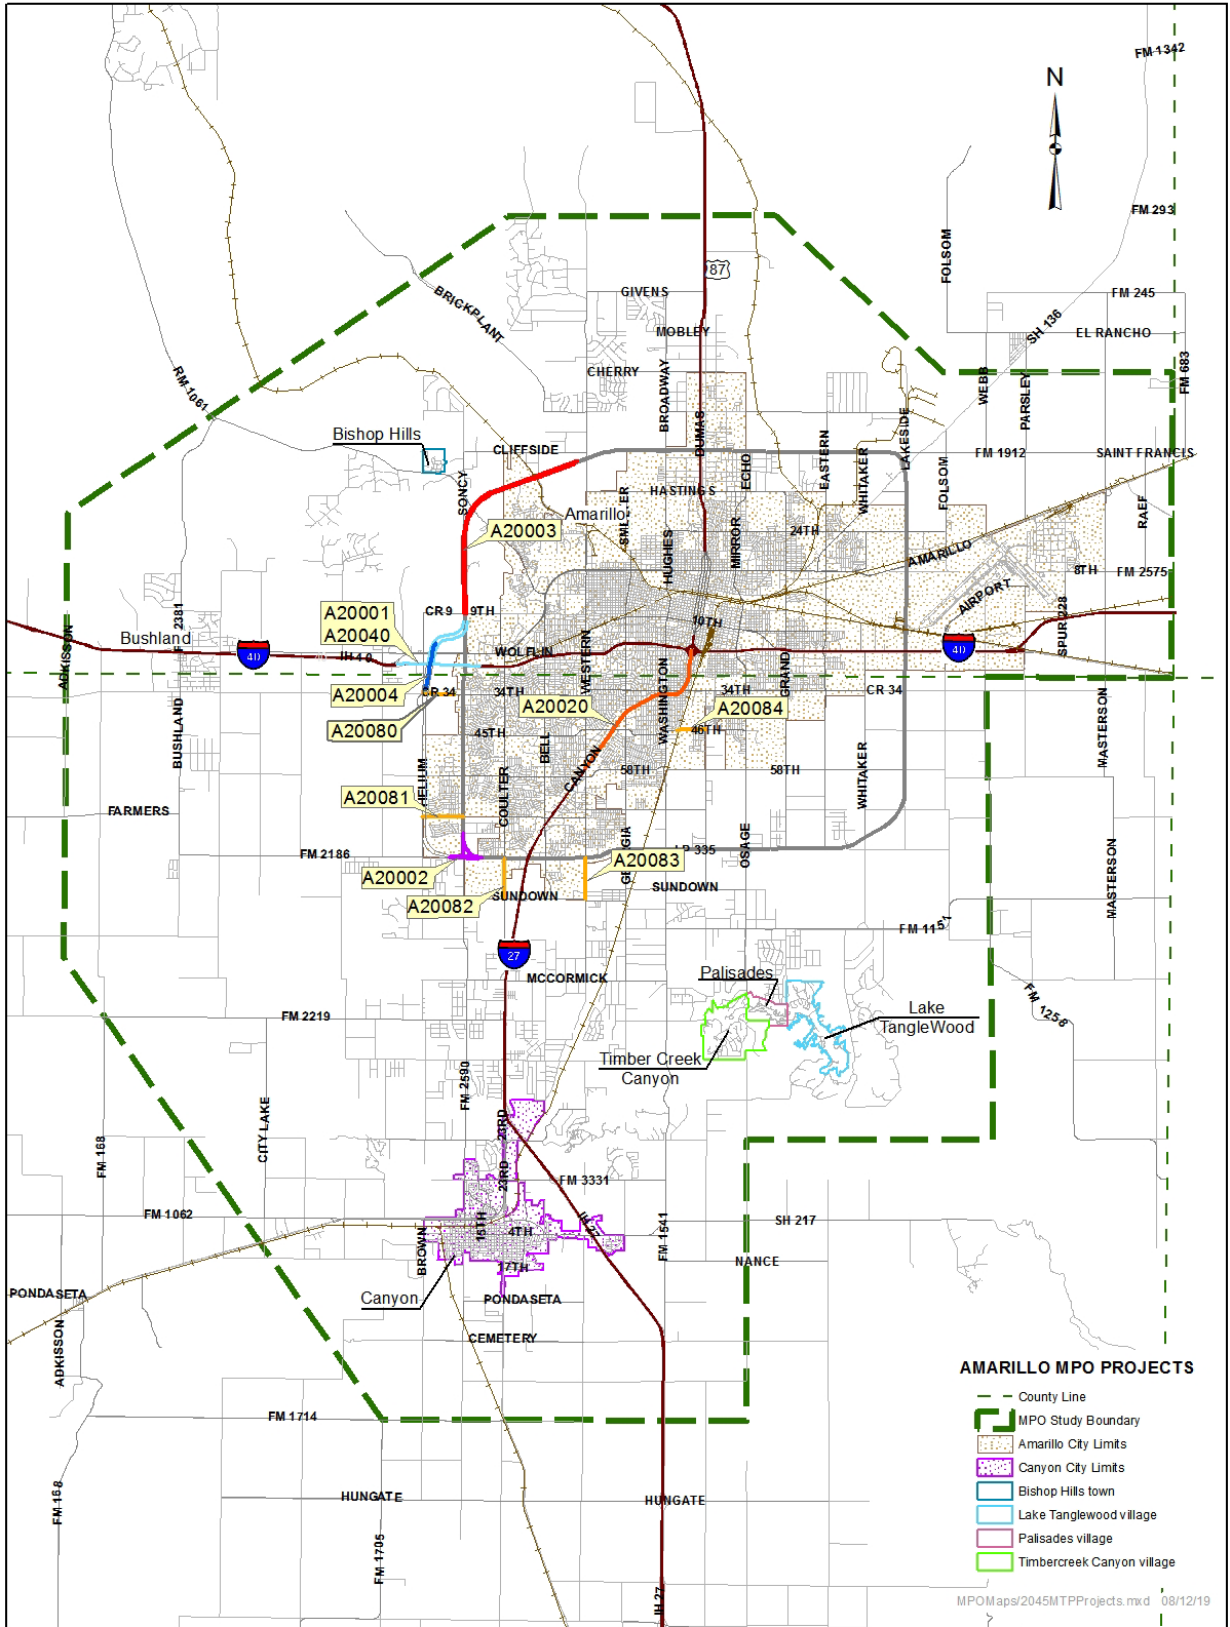 FM 1342
N
FM 293
FOLSOM
87
GIVENS
FM 245
BRICKPLANT
MOBLEY
SH 136
EL RANCHO
RM 1061
CHERRY
BROADWAY
WEBB
PARSLEY
FM 683
DUMAS
LAKESIDE
Bishop Hills
CLIFFSIDE
EASTERN
FM 1912
SAINT FRANCIS
SONCY
ECHO
WHITAKER
FOLSOM
HASTINGS
RAEF
Amarillo
A20003
HUGHES
MIRROR
24TH
AMARILLO
8TH
FM 2575
AIRPORT
A20001
A20040
CR 9
9TH
10TH
SPUR 228
2381
Bushland
ADKISSON
40
IH 40
WOLFLIN
WESTERN
WASHINGTON
GRAND
40
A20004
CR 34
34TH
34TH
CR 34
A20020
A20084
A20080
BUSHLAND
45TH
BELL
46TH
MASTERSON
CANYON
58TH
58TH
HELIUM
COULTER
WHITAKER
A20081
FARMERS
FM 2186
OSAGE
MASTERSON
335
A20083
A20002
SUNDOWN
A20082
SUNDOWN
FM 1151
27
MCCORMICK
Palisades
FM 1258
Lake
TangleWood
FM 2219
Timber Creek
Canyon
FM 2590
CITY LAKE
23RD
FM 168
23RD
FM 3331
FM 1062
15TH
4TH
IH 27
FM 1541
SH 217
BROWN
17TH
NANCE
PONDASETA
Canyon
PONDASETA
ADKISSON
CEMETERY
FM 1714
HUNGATE
HUNGATE
FM 168
FM 1705
IH 27
AMARILLO MPO PROJECTS
County Line
MPO Study Boundary
Amarillo City Limits
Canyon City Limits
Bishop Hills town
Lake Tanglewood village
Palisades village
Timbercreek Canyon village
MPOMaps/2045MTPProjects.mxd 08/12/19